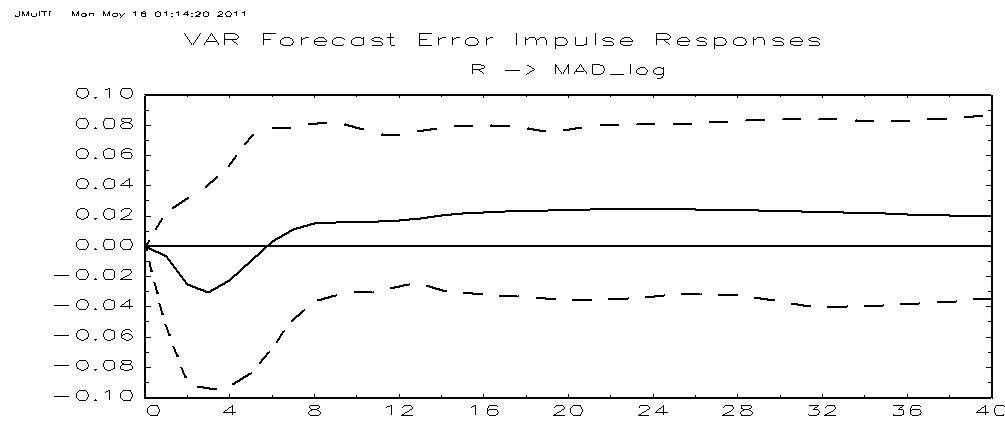 JMulTi Mon May 16 01:14:20 2011
VAR Forecast Error Impulse Responses
R -> MAD_log
0.10
0.08
0.06
0.04
0.02
0.00
-0.02
-0.04
-0.06
-0.08
-0.10
0 4 8 12 16 20 24 28 32 36 40